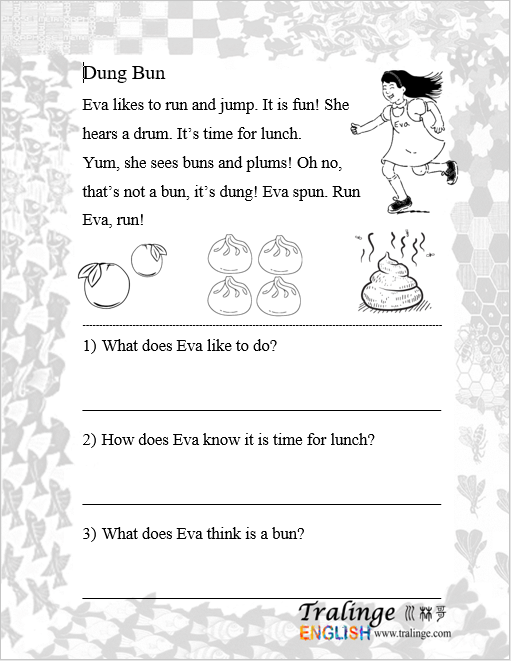 Dung Bun
Eva likes to run and jump. It is fun! She
hears a drum. It’s time for lunch.
Yum, she sees buns and plums! Oh no,
that’s not a bun, it’s dung! Eva spun. Run
Eva, run!
Eva
1) What does Eva like to do?
2) How does Eva know it is time for lunch?
3) What does Eva think is a bun?
Tralinge
ENGLISH www.tralinge.com